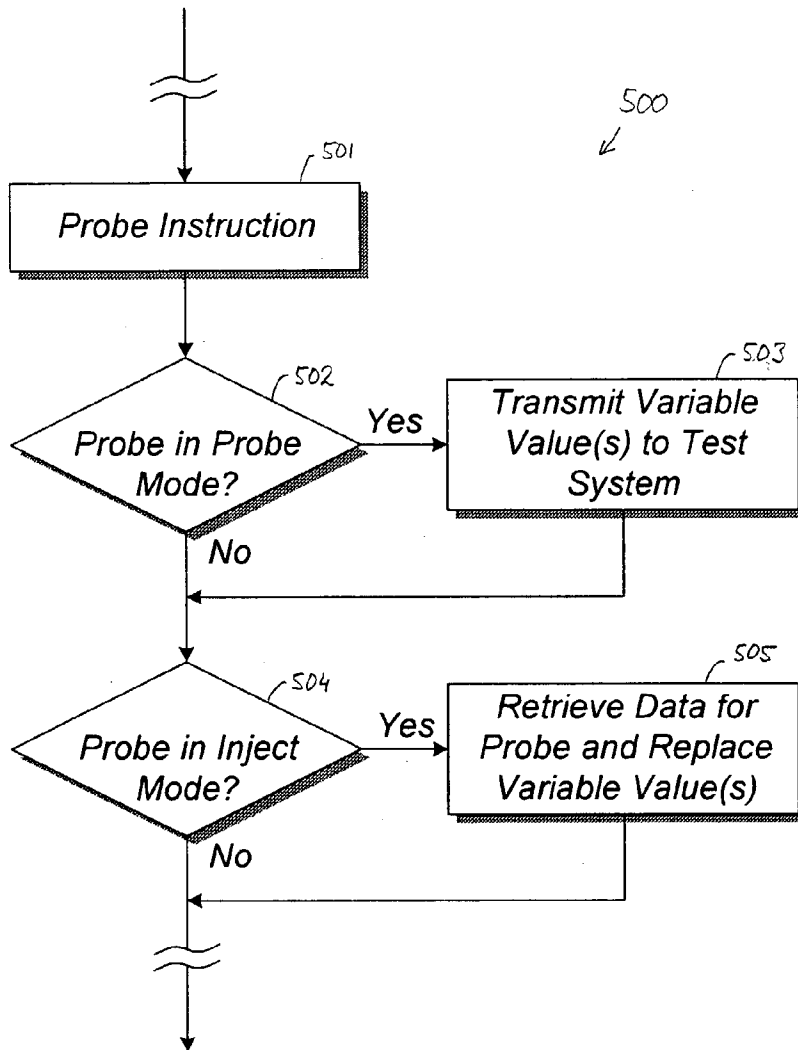 500
501
Probe Instruction
502
Probe in Probe
Mode?
Yes
No
503
Transmit Variable
Value(s) to Test
System
504
Probe in Inject
Mode?
Yes
No
505
Retrieve Data for
Probe and Replace
Variable Value(s)